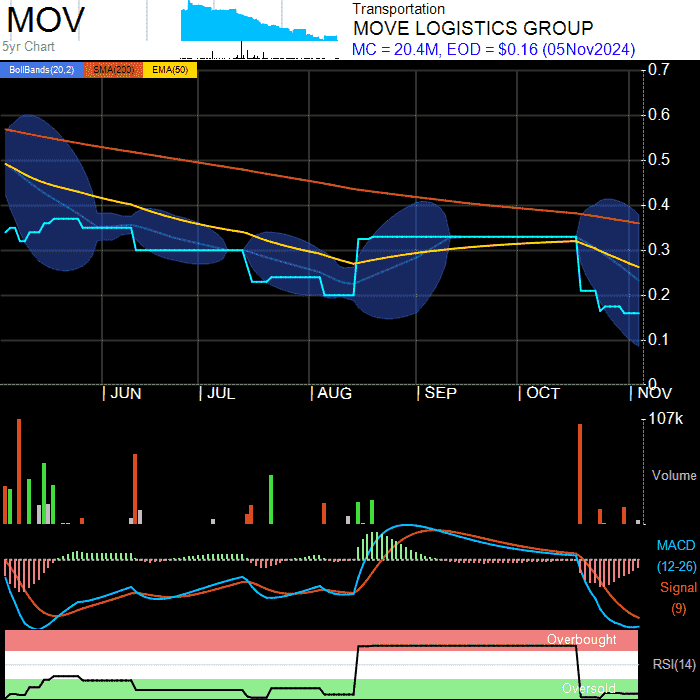 MOV
5yr Chart
Transportation
MOVE LOGISTICS GROUP
MC = 20.4M, EOD = $0.16 (05Nov2024)
BollBands(20,2) SMA(200) EMA(50)
0.7
0.6
0.5
0.4
0.3
0.2
0.1
0
| JUN | JUL | AUG | SEP | OCT | NOV
107k
Volume
MACD
(12-26)
Signal
(9)
Overbought
RSI(14)
Oversold